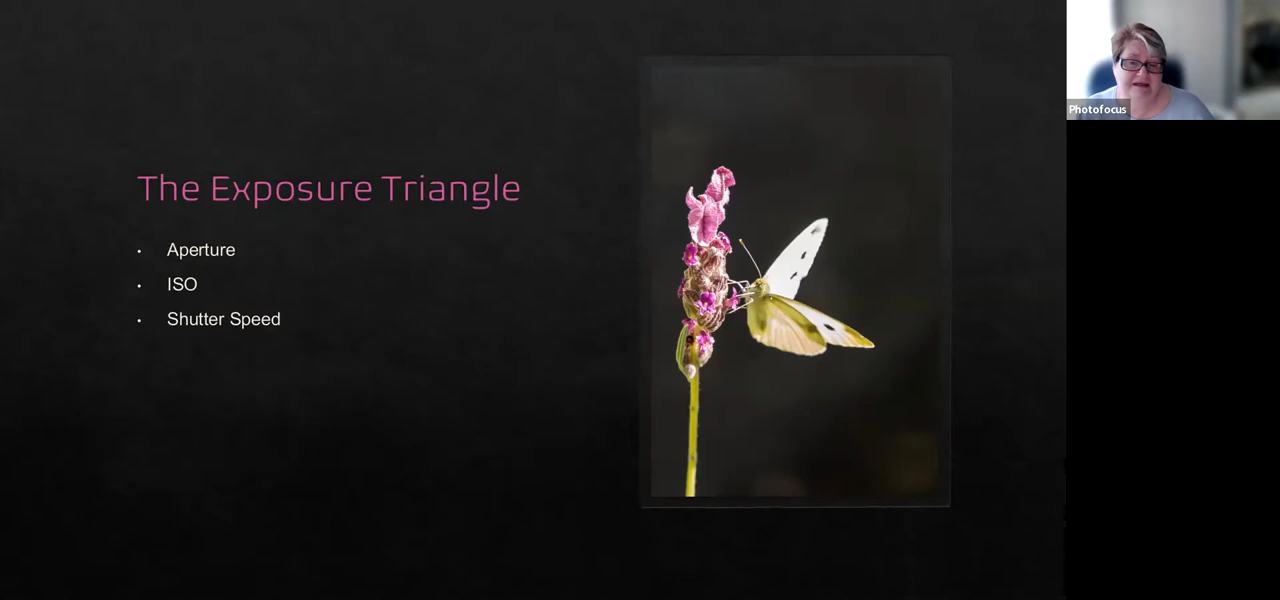 The Exposure Triangle
• Aperture
• ISO
• Shutter Speed
Photofocus